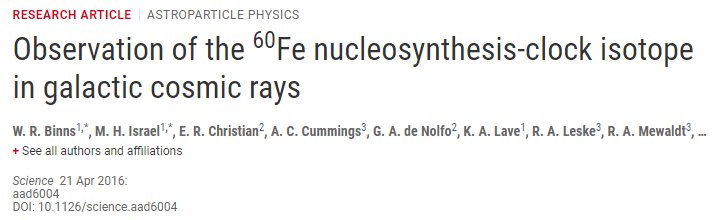 RESEARCH ARTICLE | ASTROPARTICLE PHYSICS
Observation of the ⁶⁰Fe nucleosynthesis-clock isotope
in galactic cosmic rays
W. R. Binns¹,*, M. H. Israel¹,*, E. R. Christian², A. C. Cummings³, G. A. de Nolfo², K. A. Lave¹, R. A. Leske³, R. A. Mewaldt³, ...
+ See all authors and affiliations
Science 21 Apr 2016:
aad6004
DOI: 10.1126/science.aad6004